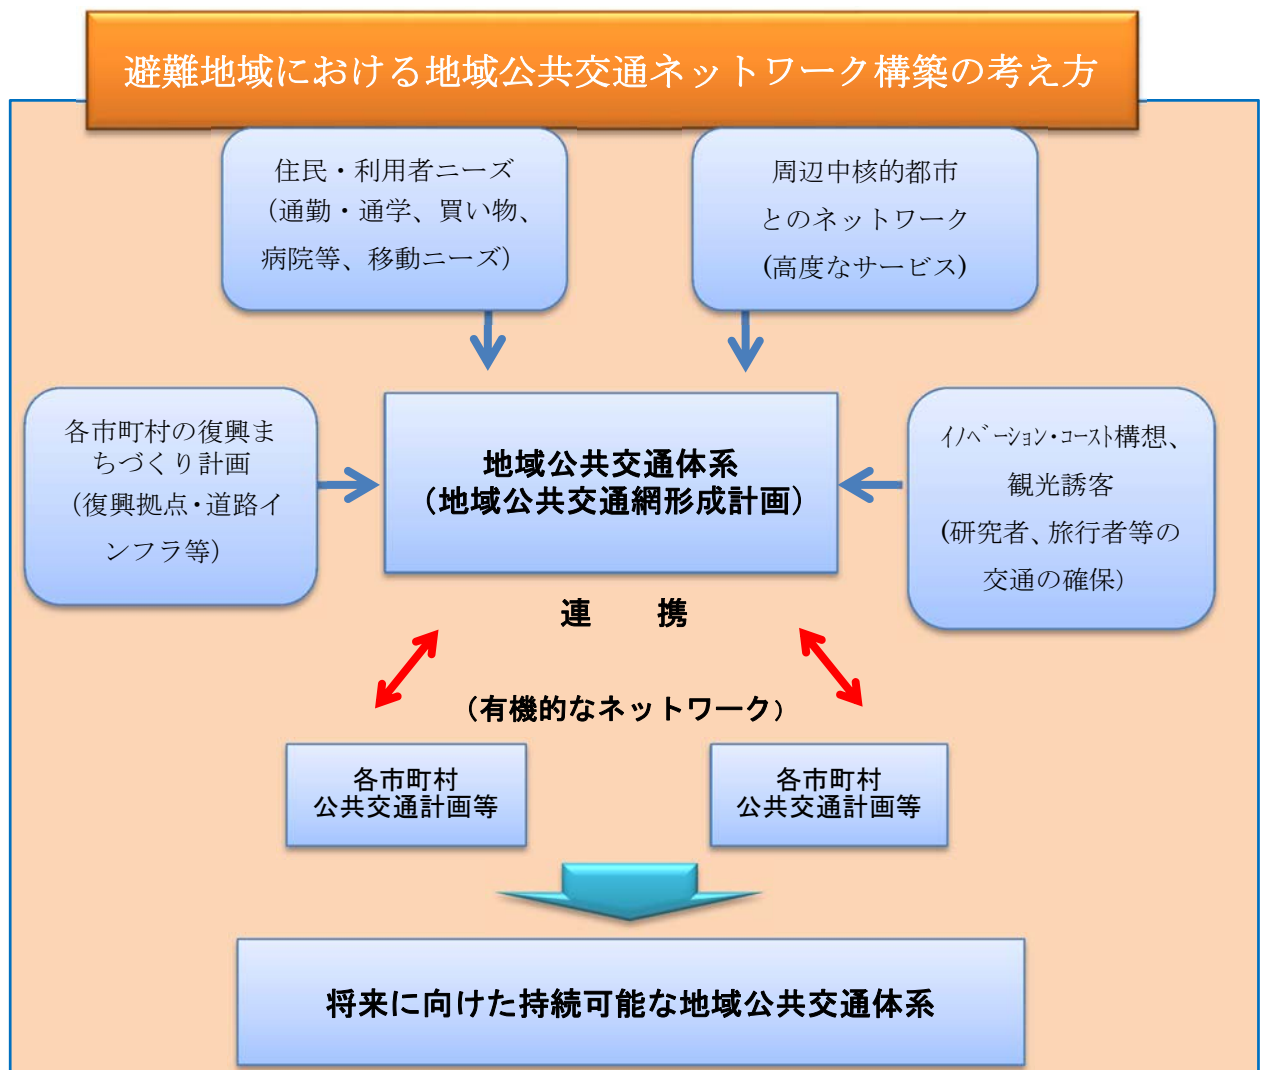 避難地域における地域公共交通ネットワーク構築の考え方
住民・利用者ニーズ
（通勤・通学、買い物、
病院等、移動ニーズ）
周辺中核的都市
とのネットワーク
(高度なサービス)
各市町村の復興ま
ちづくり計画
（復興拠点・道路イ
ンフラ等）
地域公共交通体系
（地域公共交通網形成計画）
ｲﾉﾍﾞｰｼｮﾝ・ｺｰｽﾄ構想、
観光誘客
(研究者、旅行者等の
交通の確保）
連　　携
（有機的なネットワーク）
各市町村
公共交通計画等
各市町村
公共交通計画等
将来に向けた持続可能な地域公共交通体系